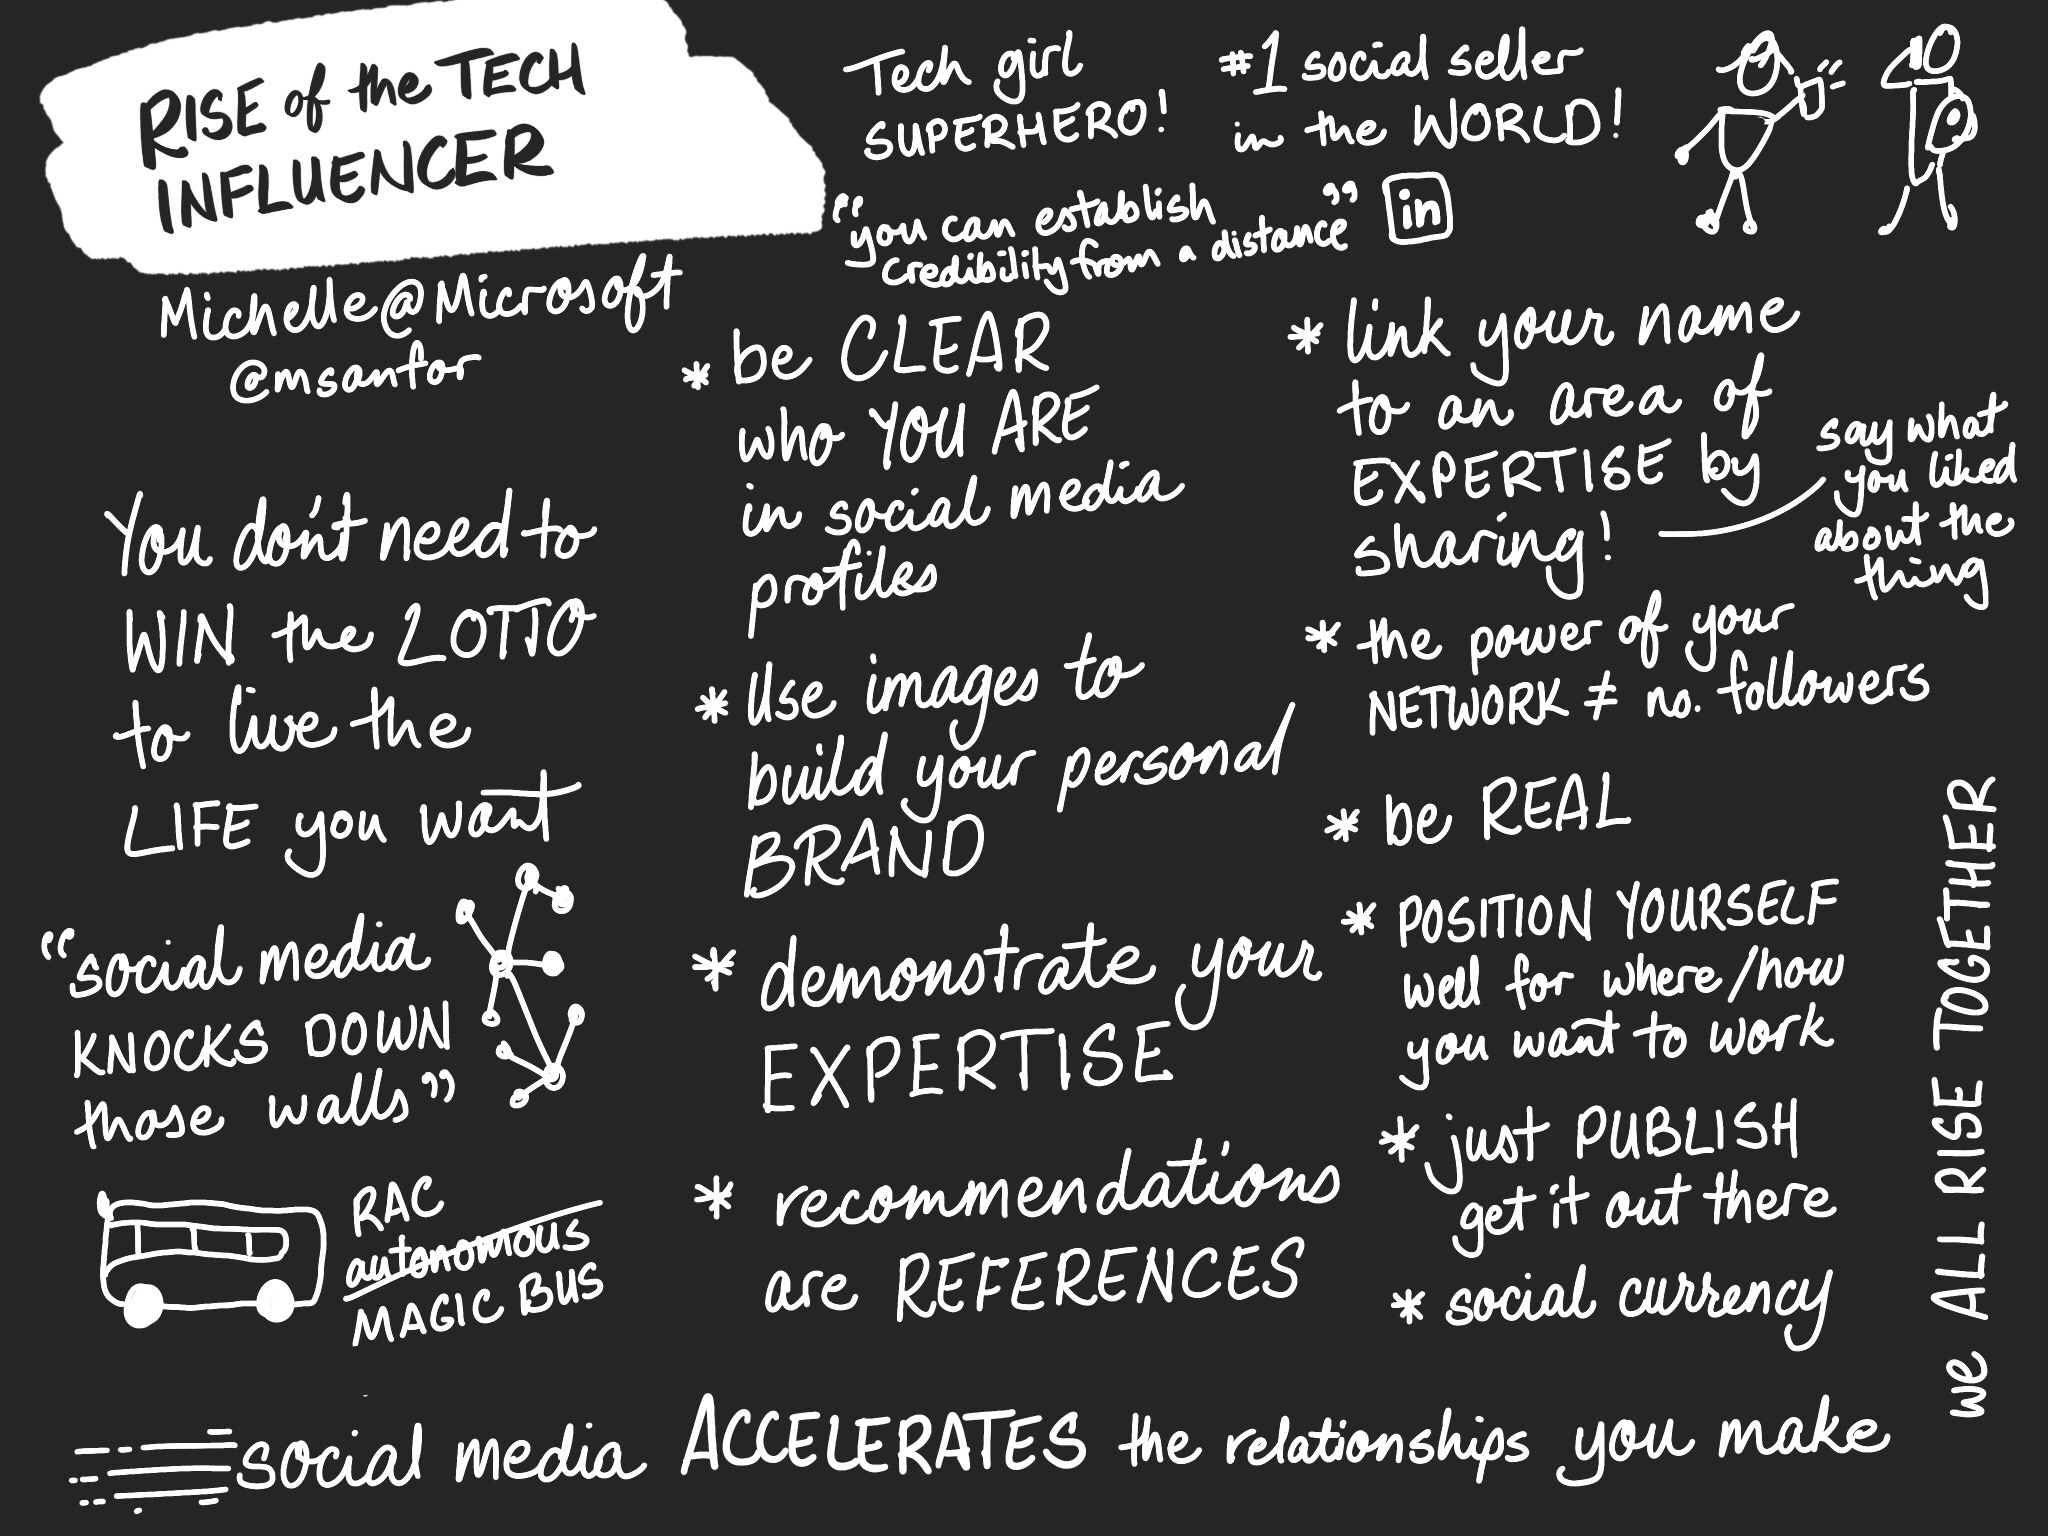 RISE of the TECH
INFLUENCER
Michelle@Microsoft
@msanfor
You don't need to
WIN the LOTTO
to live the
LIFE you want
"social media
KNOCKS DOWN
those walls"
RAC
autonomous
MAGIC BUS
Tech girl
SUPERHERO!
#1 social seller
in the WORLD!
"you can establish
credibility from a distance"
in
* be CLEAR
who YOU ARE
in social media
profiles
* Use images to
build your personal
BRAND
* demonstrate your
EXPERTISE
* recommendations
are REFERENCES
* link your name
to an area of
EXPERTISE by
sharing!
say what
you liked
about the
thing
* the power of your
NETWORK ≠ no. followers
* be REAL
* POSITION YOURSELF
well for where/how
you want to work
* just PUBLISH
get it out there
* social currency
we ALL RISE TOGETHER
social media ACCELERATES the relationships you make